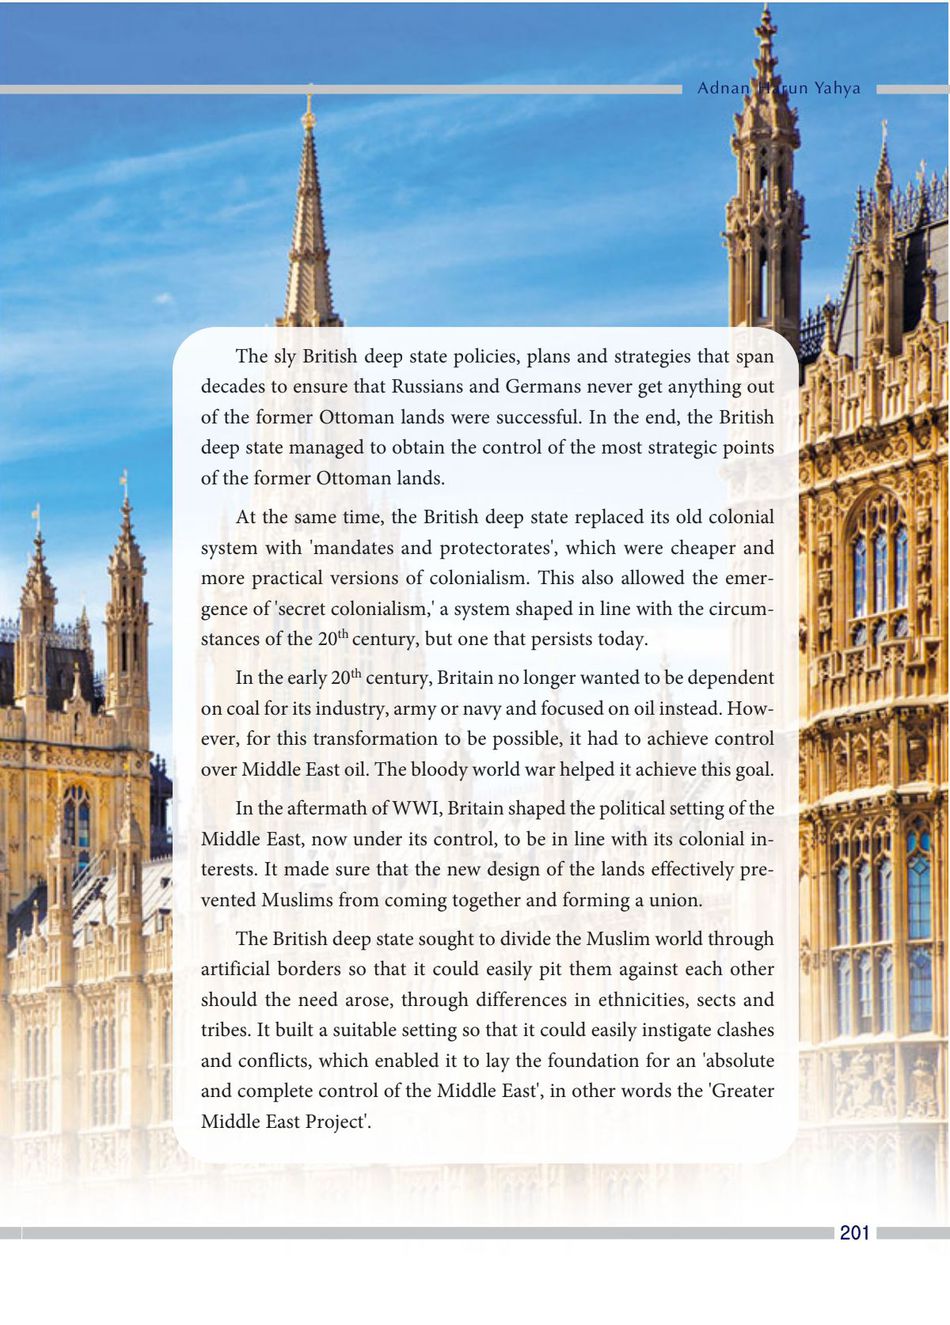 Adnan Harun Yahya
The sly British deep state policies, plans and strategies that span
decades to ensure that Russians and Germans never get anything out
of the former Ottoman lands were successful. In the end, the British
deep state managed to obtain the control of the most strategic points
of the former Ottoman lands.
At the same time, the British deep state replaced its old colonial
system with 'mandates and protectorates', which were cheaper and
more practical versions of colonialism. This also allowed the emer-
gence of 'secret colonialism,' a system shaped in line with the circum-
stances of the 20th century, but one that persists today.
In the early 20th century, Britain no longer wanted to be dependent
on coal for its industry, army or navy and focused on oil instead. How-
ever, for this transformation to be possible, it had to achieve control
over Middle East oil. The bloody world war helped it achieve this goal.
In the aftermath of WWI, Britain shaped the political setting of the
Middle East, now under its control, to be in line with its colonial in-
terests. It made sure that the new design of the lands effectively pre-
vented Muslims from coming together and forming a union.
The British deep state sought to divide the Muslim world through
artificial borders so that it could easily pit them against each other
should the need arose, through differences in ethnicities, sects and
tribes. It built a suitable setting so that it could easily instigate clashes
and conflicts, which enabled it to lay the foundation for an 'absolute
and complete control of the Middle East', in other words the 'Greater
Middle East Project'.
201